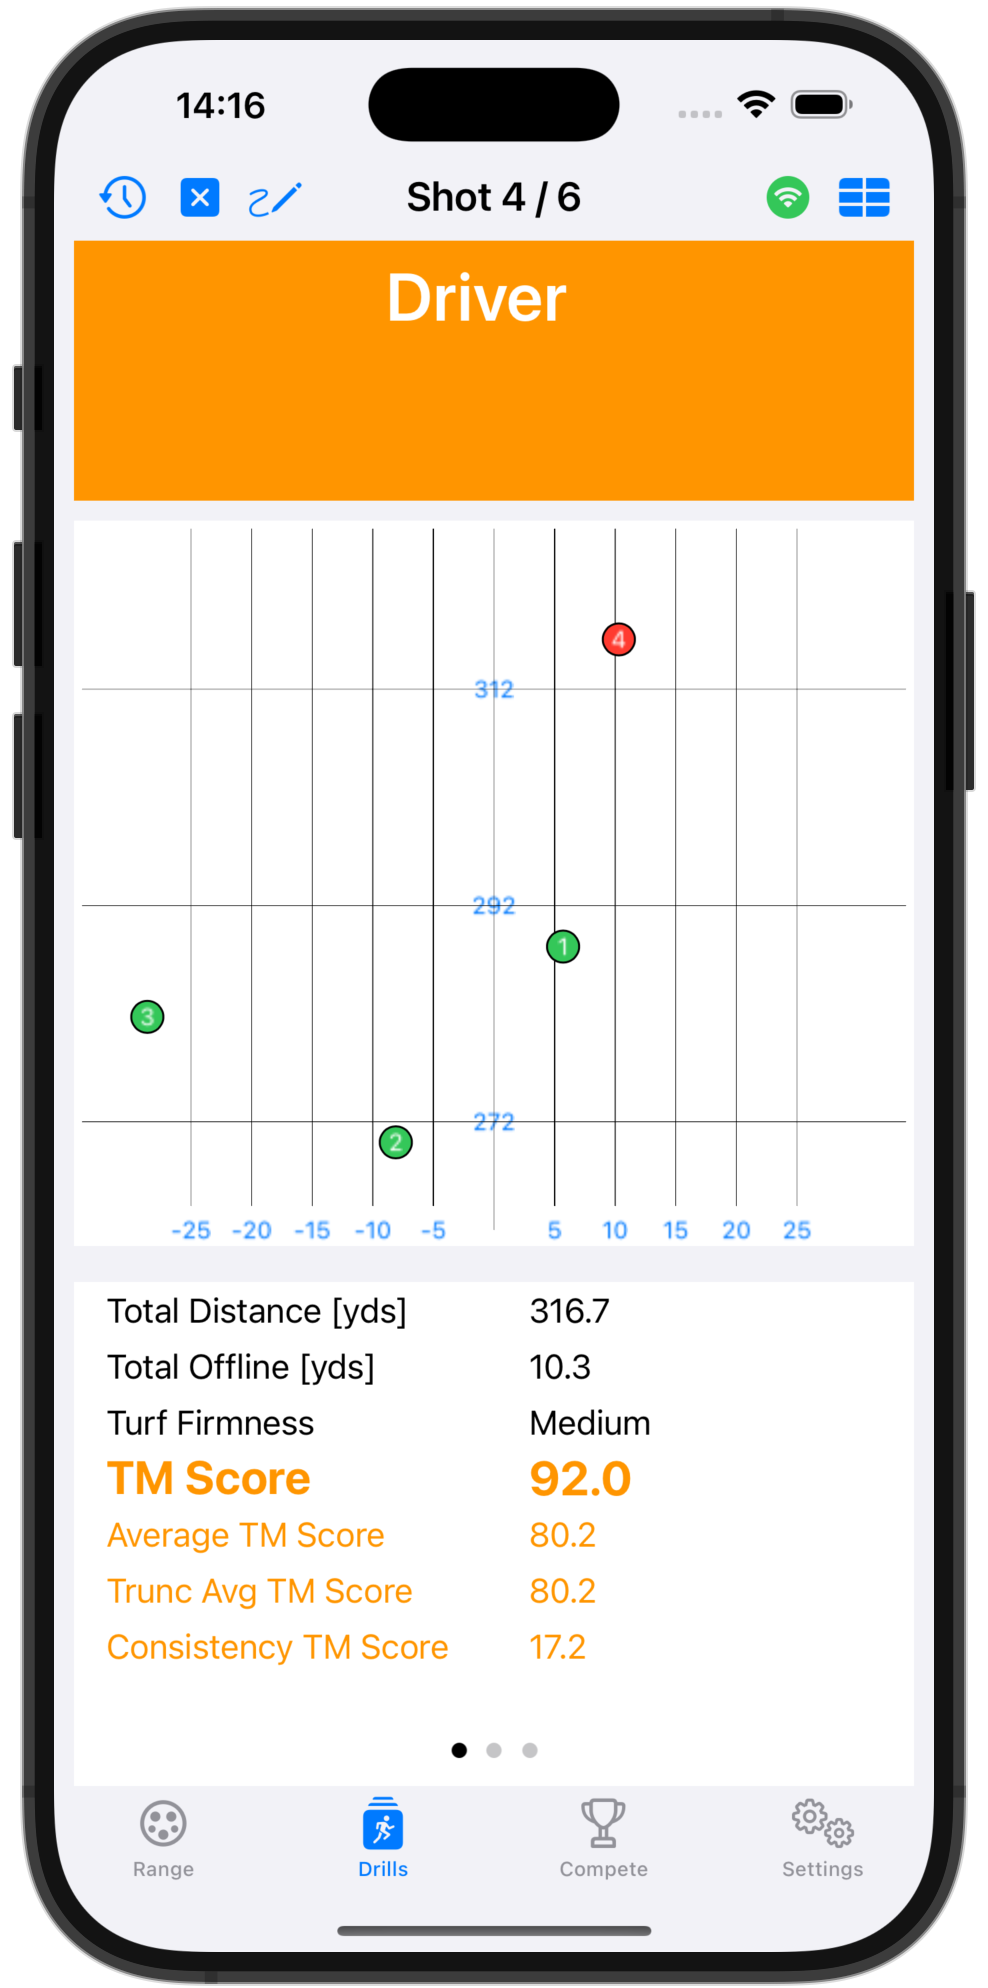 14:16
Shot 4 / 6
Driver
4
312
292
1
3
272
2
-25 -20 -15 -10 -5 5 10 15 20 25
Total Distance [yds] 316.7
Total Offline [yds] 10.3
Turf Firmness Medium
TM Score 92.0
Average TM Score 80.2
Trunc Avg TM Score 80.2
Consistency TM Score 17.2
Range Drills Compete Settings